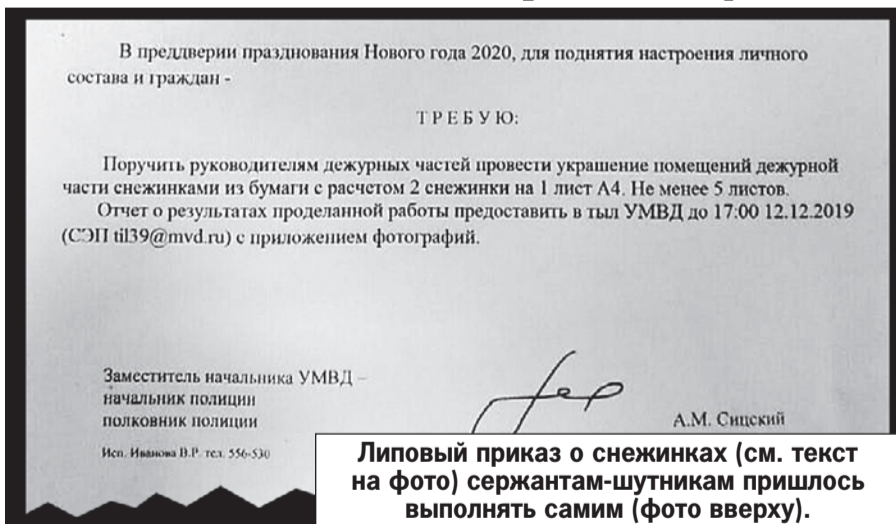 В преддверии празднования Нового года 2020, для поднятия настроения личного
состава и граждан -
Т Р Е Б У Ю:
Поручить руководителям дежурных частей провести украшение помещений дежурной
части снежинками из бумаги с расчетом 2 снежинки на 1 лист А4. Не менее 5 листов.
Отчет о результатах проделанной работы предоставить в тыл УМВД до 17:00 12.12.2019
(СЭП til39@mvd.ru) с приложением фотографий.
Заместитель начальника УМВД –
начальник полиции
полковник полиции
А.М. Сицский
Исп. Иванова В.Р. тел. 556-530
Липовый приказ о снежинках (см. текст
на фото) сержантам-шутникам пришлось
выполнять самим (фото вверху).